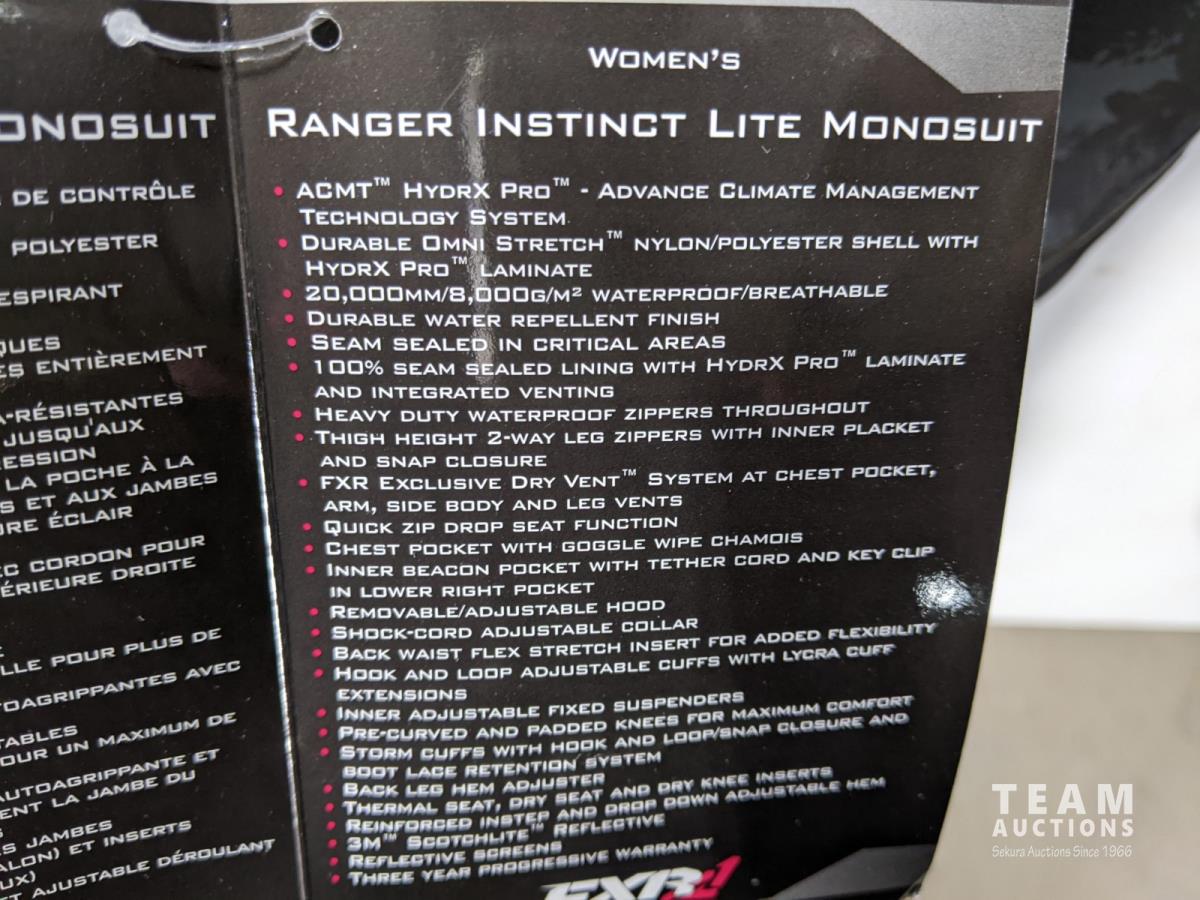 ONOSUIT
DE CONTRÔLE
POLYESTER
ESPIRANT
QUES
ES ENTIÈREMENT
A-RÉSISTANTES
JUSQU'AUX
ESSION
LA POCHE À LA
S ET AUX JAMBES
URE ÉCLAIR
EC CORDON POUR
ÉRIEURE DROITE
LLE POUR PLUS DE
OAGRIPPANTES AVEC
TABLES
OUR UN MAXIMUM DE
AUTOAGRIPPANTE ET
ENT LA JAMBE DU
S JAMBES
ALON) ET INSERTS
UX)
ET AJUSTABLE DÉROULANT
WOMEN'S
RANGER INSTINCT LITE MONOSUIT
• ACMT™ HYDRX PRO™ - ADVANCE CLIMATE MANAGEMENT
TECHNOLOGY SYSTEM
• DURABLE OMNI STRETCH™ NYLON/POLYESTER SHELL WITH
HYDRX PRO™ LAMINATE
• 20,000MM/8,000G/M² WATERPROOF/BREATHABLE
• DURABLE WATER REPELLENT FINISH
• SEAM SEALED IN CRITICAL AREAS
• 100% SEAM SEALED LINING WITH HYDRX PRO™ LAMINATE
AND INTEGRATED VENTING
• HEAVY DUTY WATERPROOF ZIPPERS THROUGHOUT
• THIGH HEIGHT 2-WAY LEG ZIPPERS WITH INNER PLACKET
AND SNAP CLOSURE
• FXR EXCLUSIVE DRY VENT™ SYSTEM AT CHEST POCKET,
ARM, SIDE BODY AND LEG VENTS
• QUICK ZIP DROP SEAT FUNCTION
• CHEST POCKET WITH GOGGLE WIPE CHAMOIS
• INNER BEACON POCKET WITH TETHER CORD AND KEY CLIP
IN LOWER RIGHT POCKET
• REMOVABLE/ADJUSTABLE HOOD
• SHOCK-CORD ADJUSTABLE COLLAR
• BACK WAIST FLEX STRETCH INSERT FOR ADDED FLEXIBILITY
• HOOK AND LOOP ADJUSTABLE CUFFS WITH LYCRA CUFF
EXTENSIONS
• INNER ADJUSTABLE FIXED SUSPENDERS
• PRE-CURVED AND PADDED KNEES FOR MAXIMUM COMFORT
• STORM CUFFS WITH HOOK AND LOOP/SNAP CLOSURE AND
BOOT LACE RETENTION SYSTEM
• BACK LEG HEM ADJUSTER
• THERMAL SEAT, DRY SEAT AND DRY KNEE INSERTS
• REINFORCED INSTEP AND DROP DOWN ADJUSTABLE HEM
• 3M™ SCOTCHLITE™ REFLECTIVE
• REFLECTIVE SCREENS
• THREE YEAR PROGRESSIVE WARRANTY
FXR
TEAM
AUCTIONS
Sekura Auctions Since 1966